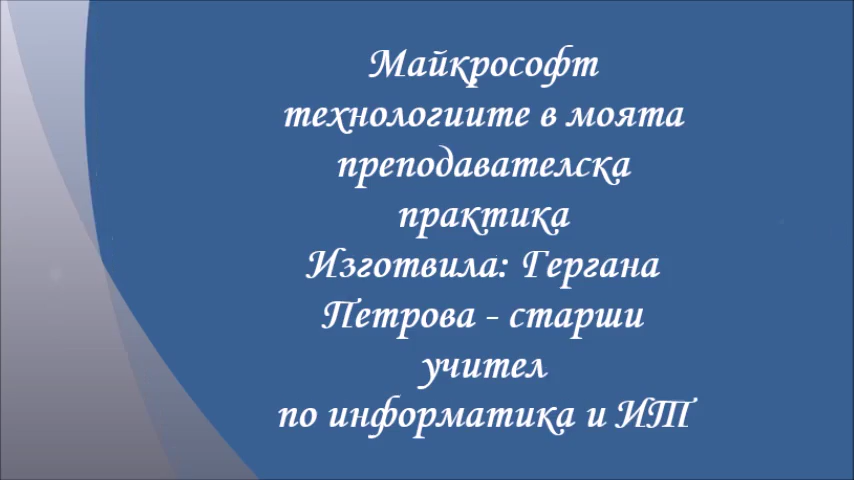 Майкрософт
технологиите в моята
преподавателска
практика
Изготвила: Гергана
Петрова - старши
учител
по информатика и ИТ